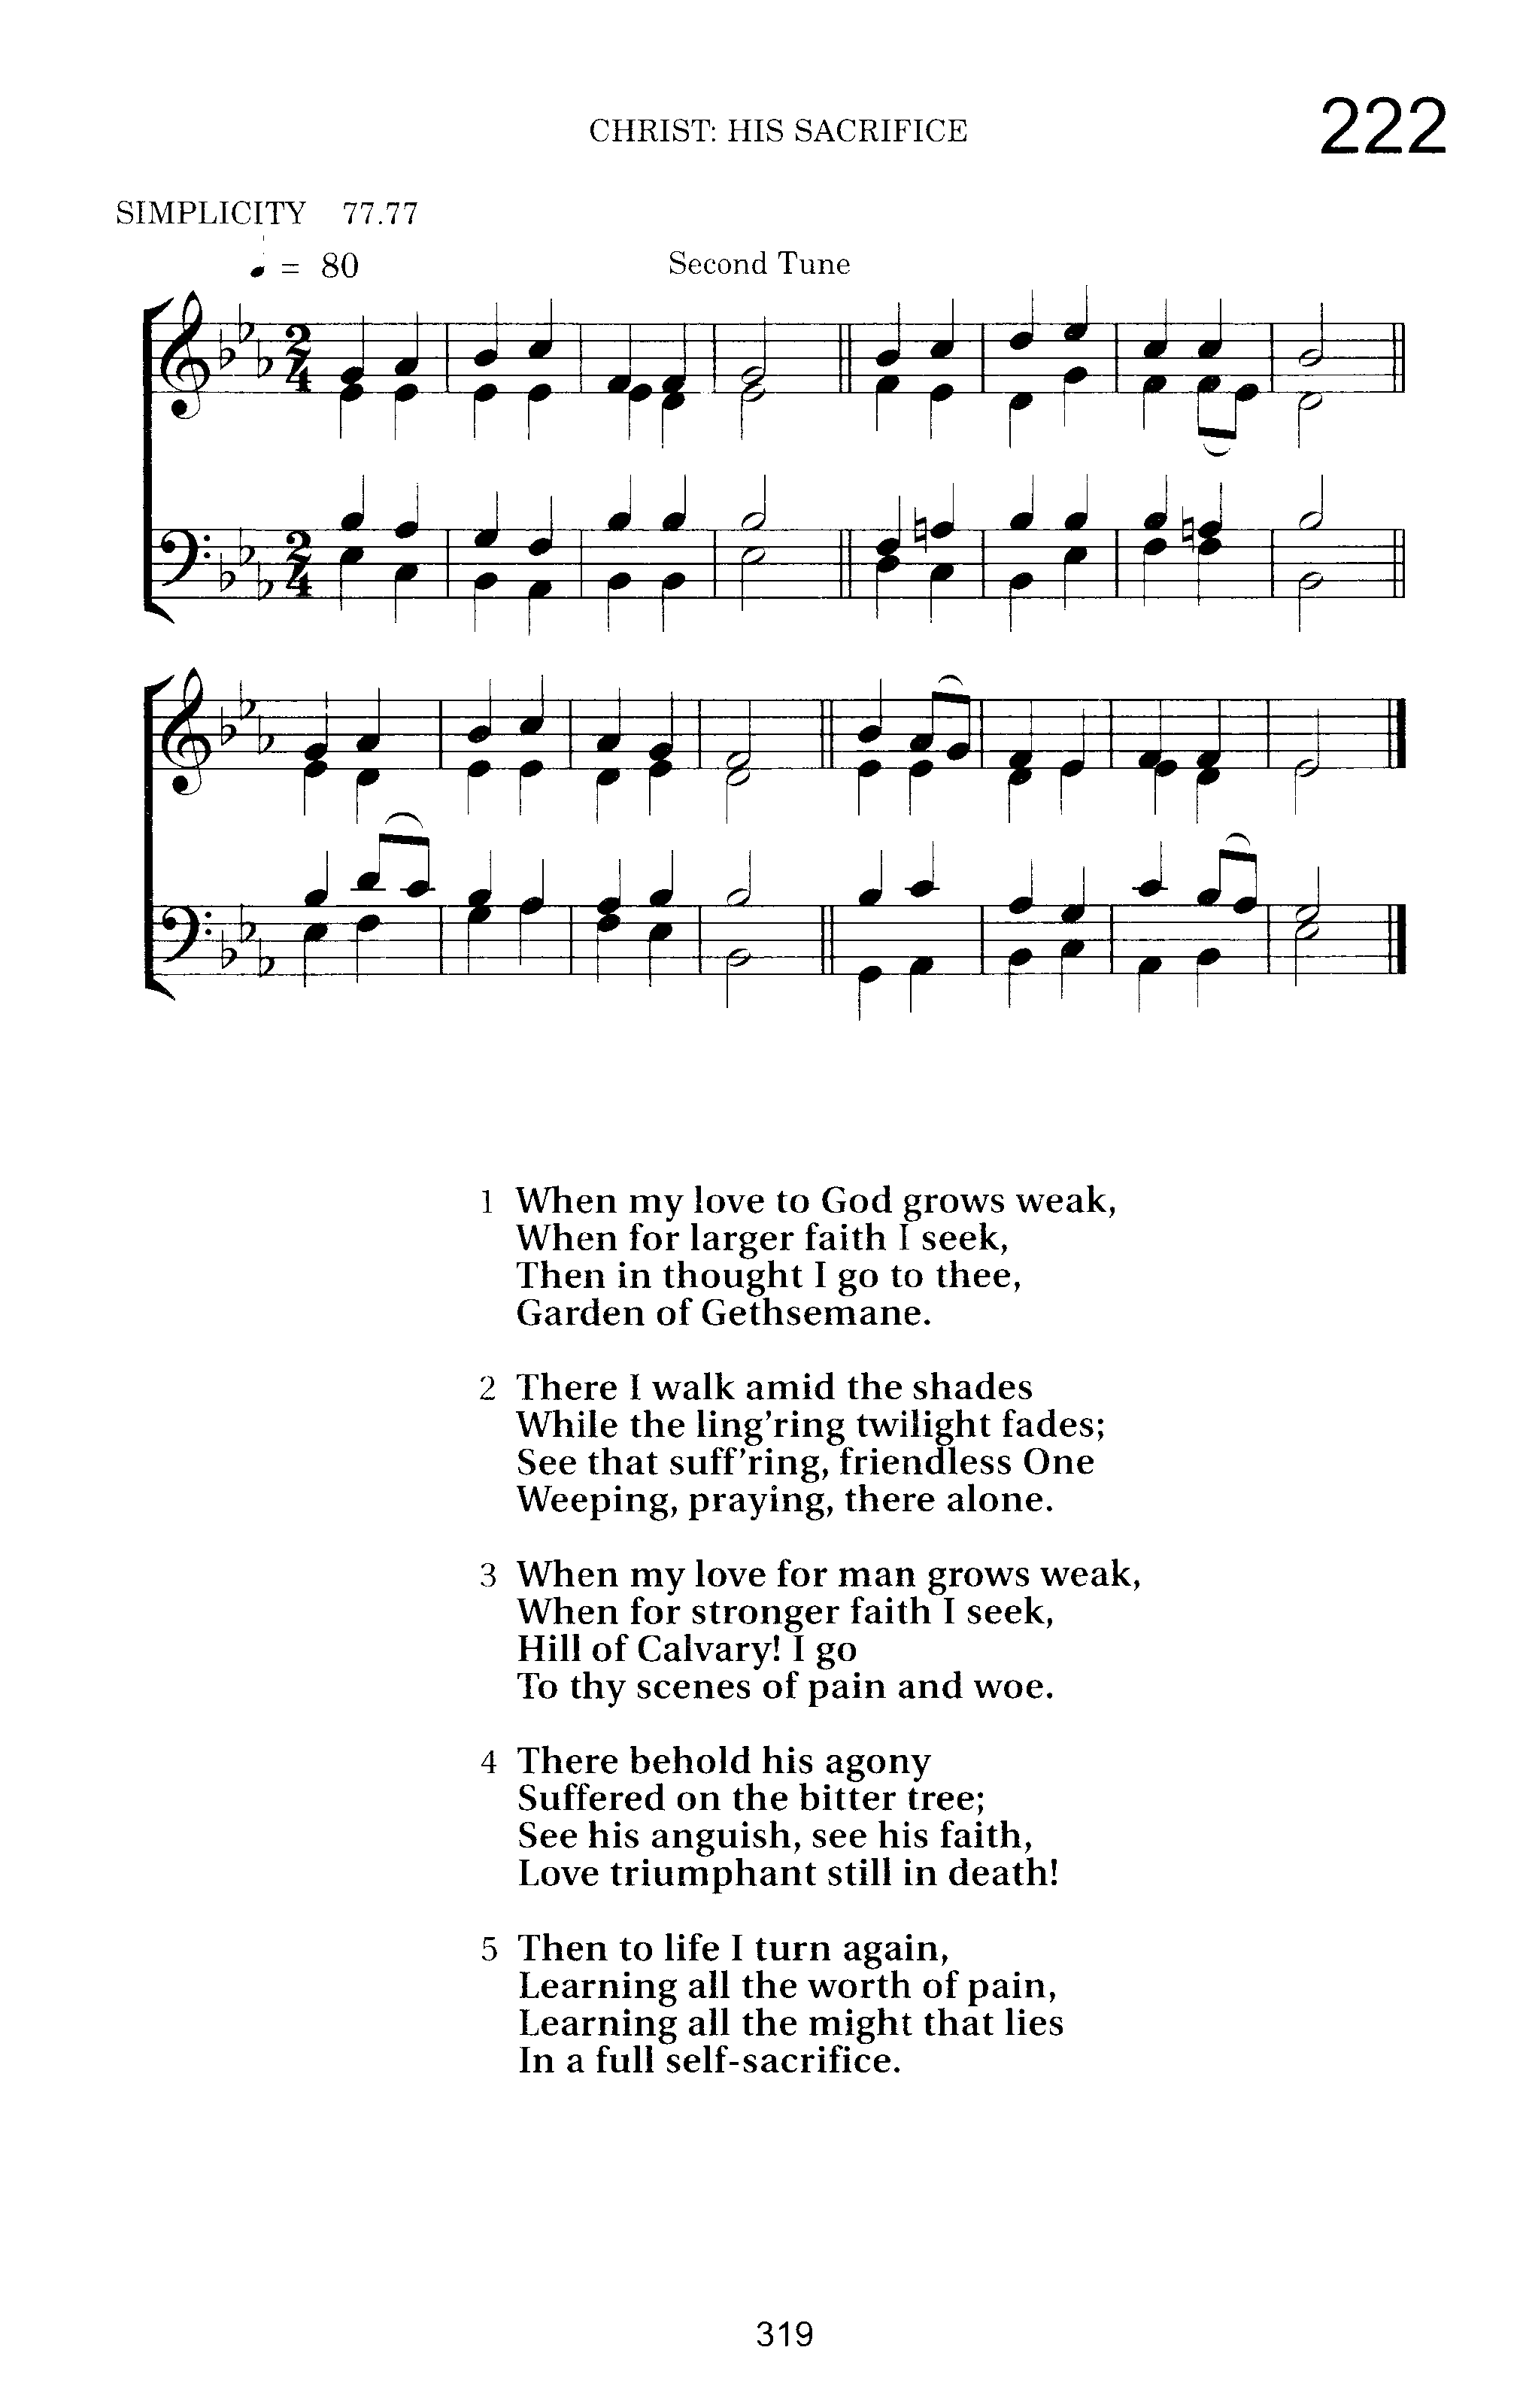 CHRIST: HIS SACRIFICE
222
SIMPLICITY 77.77
= 80
Second Tune
1 When my love to God grows weak,
When for larger faith I seek,
Then in thought I go to thee,
Garden of Gethsemane.
2 There I walk amid the shades
While the ling’ring twilight fades;
See that suff’ring, friendless One
Weeping, praying, there alone.
3 When my love for man grows weak,
When for stronger faith I seek,
Hill of Calvary! I go
To thy scenes of pain and woe.
4 There behold his agony
Suffered on the bitter tree;
See his anguish, see his faith,
Love triumphant still in death!
5 Then to life I turn again,
Learning all the worth of pain,
Learning all the might that lies
In a full self-sacrifice.
319